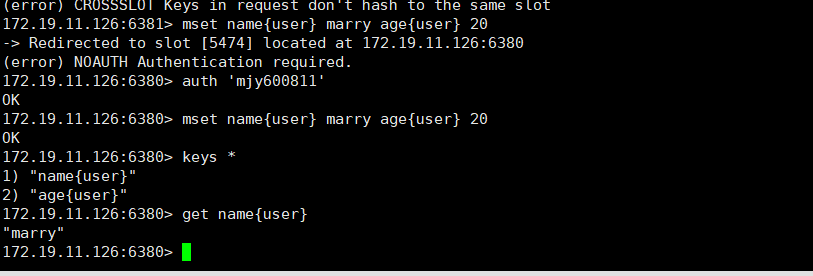 (error) CROSSSLOT Keys in request don't hash to the same slot
172.19.11.126:6381> mset name{user} marry age{user} 20
-> Redirected to slot [5474] located at 172.19.11.126:6380
(error) NOAUTH Authentication required.
172.19.11.126:6380> auth 'mjy600811'
OK
172.19.11.126:6380> mset name{user} marry age{user} 20
OK
172.19.11.126:6380> keys *
1) "name{user}"
2) "age{user}"
172.19.11.126:6380> get name{user}
"marry"
172.19.11.126:6380>